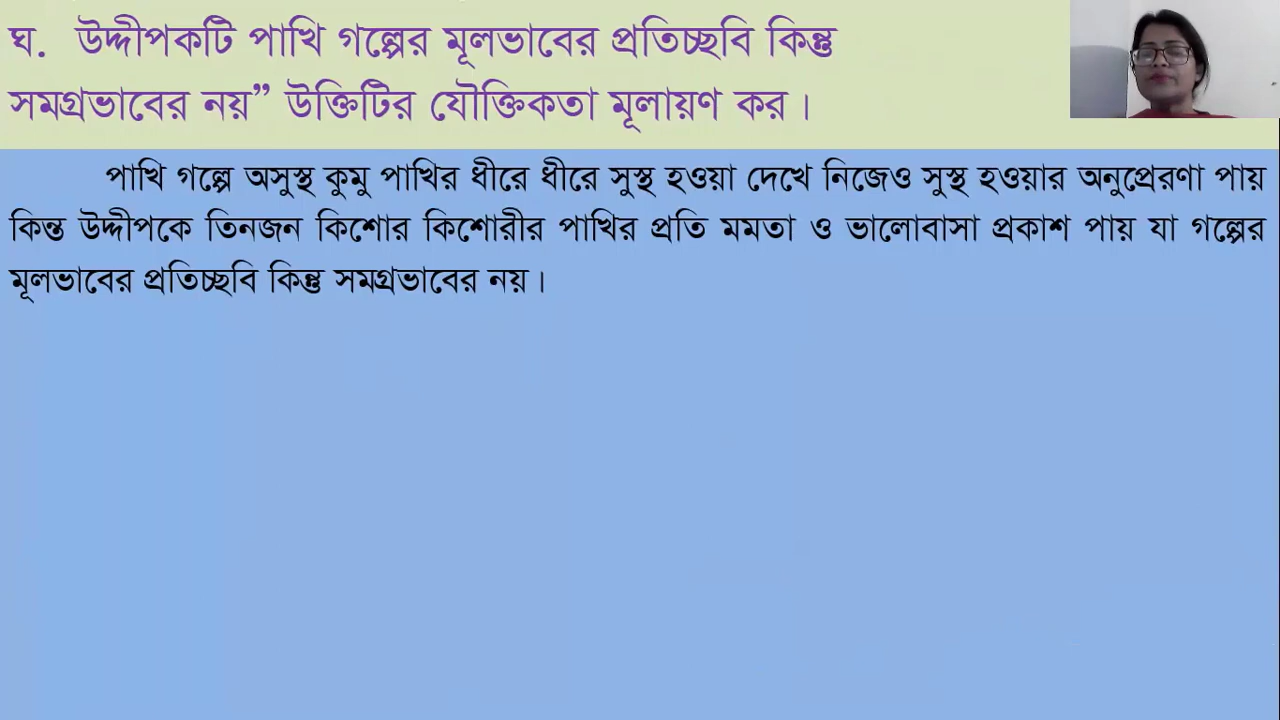 ঘ. উদ্দীপকটি পাখি গল্পের মূলভাবের প্রতিচ্ছবি কিন্তু
সমগ্রভাবের নয়” উক্তিটির যৌক্তিকতা মূলায়ণ কর।
পাখি গল্পে অসুস্থ কুমু পাখির ধীরে ধীরে সুস্থ হওয়া দেখে নিজেও সুস্থ হওয়ার অনুপ্রেরণা পায়
কিন্ত উদ্দীপকে তিনজন কিশোর কিশোরীর পাখির প্রতি মমতা ও ভালোবাসা প্রকাশ পায় যা গল্পের
মূলভাবের প্রতিচ্ছবি কিন্তু সমগ্রভাবের নয়।